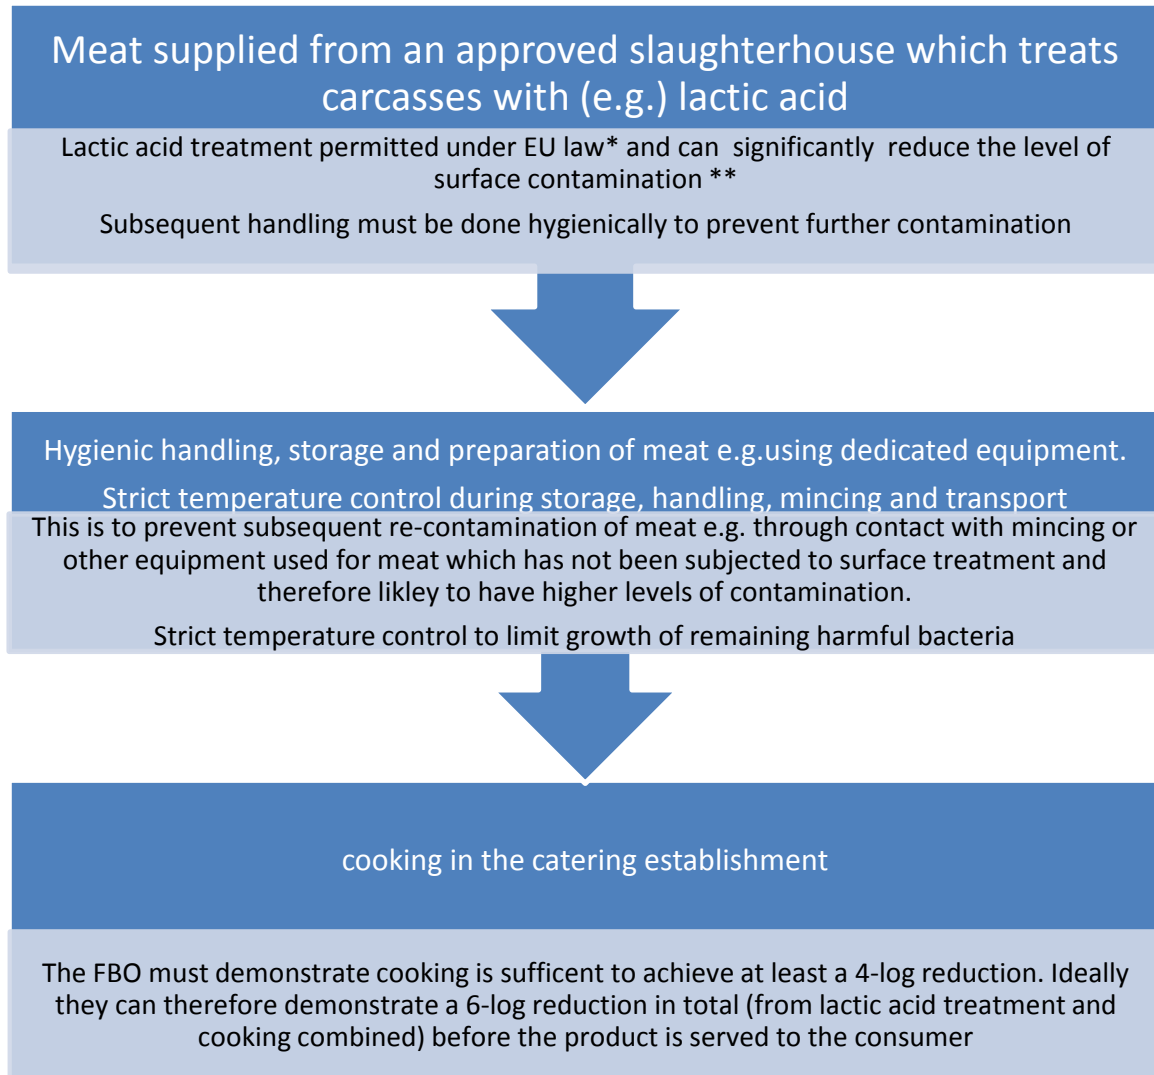 Meat supplied from an approved slaughterhouse which treats
carcasses with (e.g.) lactic acid
Lactic acid treatment permitted under EU law* and can  significantly  reduce the level of
surface contamination **
Subsequent handling must be done hygienically to prevent further contamination
Hygienic handling, storage and preparation of meat e.g.using dedicated equipment.
Strict temperature control during storage, handling, mincing and transport
This is to prevent subsequent re-contamination of meat e.g. through contact with mincing or
other equipment used for meat which has not been subjected to surface treatment and
therefore likley to have higher levels of contamination.
Strict temperature control to limit growth of remaining harmful bacteria
cooking in the catering establishment
The FBO must demonstrate cooking is sufficent to achieve at least a 4-log reduction. Ideally
they can therefore demonstrate a 6-log reduction in total (from lactic acid treatment and
cooking combined) before the product is served to the consumer